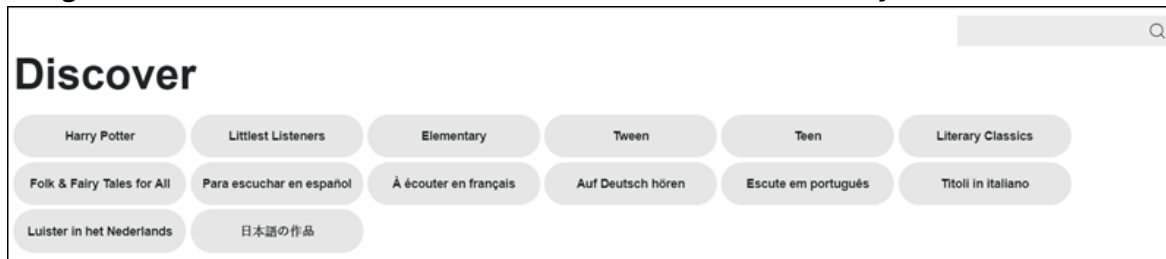 Discover
Harry Potter
Littlest Listeners
Elementary
Tween
Teen
Literary Classics
Folk & Fairy Tales for All
Para escuchar en español
À écouter en français
Auf Deutsch hören
Escute em português
Titoli in italiano
Luister in het Nederlands
日本語の作品